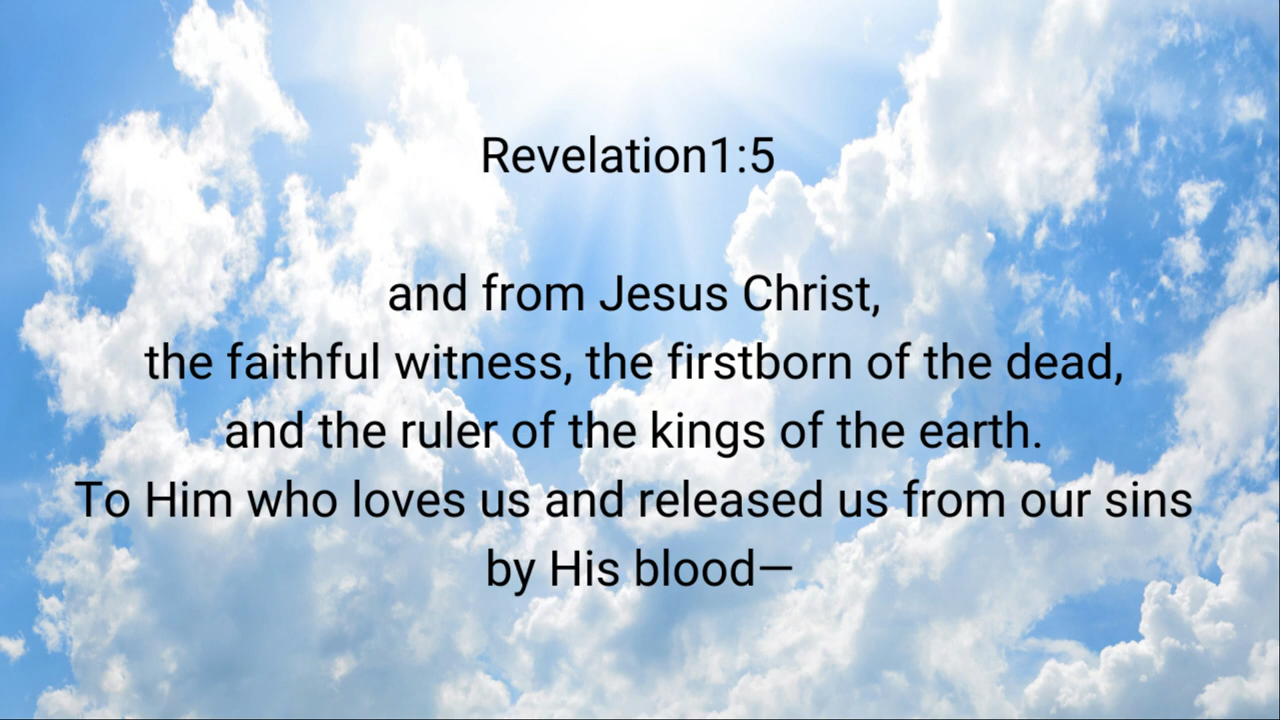 Revelation1:5
and from Jesus Christ,
the faithful witness, the firstborn of the dead,
and the ruler of the kings of the earth.
To Him who loves us and released us from our sins
by His blood—